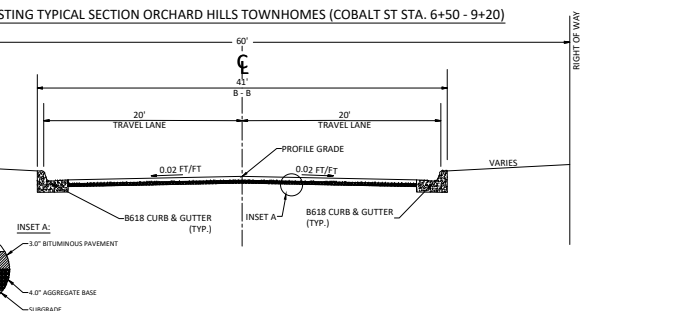 STING TYPICAL SECTION ORCHARD HILLS TOWNHOMES (COBALT ST STA. 6+50 - 9+20)
60'
RIGHT OF WAY
CL
41'
B - B
20'
TRAVEL LANE
20'
TRAVEL LANE
PROFILE GRADE
0.02 FT/FT
0.02 FT/FT
VARIES
B618 CURB & GUTTER
(TYP.)
INSET A
B618 CURB & GUTTER
(TYP.)
INSET A:
3.0" BITUMINOUS PAVEMENT
4.0" AGGREGATE BASE
SUBGRADE